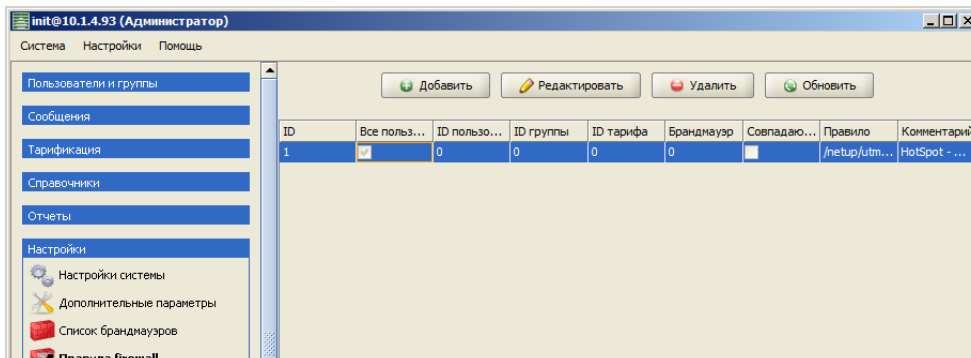 init@10.1.4.93 (Администратор)
Система Настройки Помощь
Пользователи и группы
Сообщения
Тарификация
Справочники
Отчеты
Настройки
Настройки системы
Дополнительные параметры
Список брандмауэров
Правила firewall
Добавить Редактировать Удалить Обновить
ID Все польз... ID пользо... ID группы ID тарифа Брандмауэр Совпадаю... Правило Комментарий
1 0 0 0 0 /netup/utm... HotSpot - ...